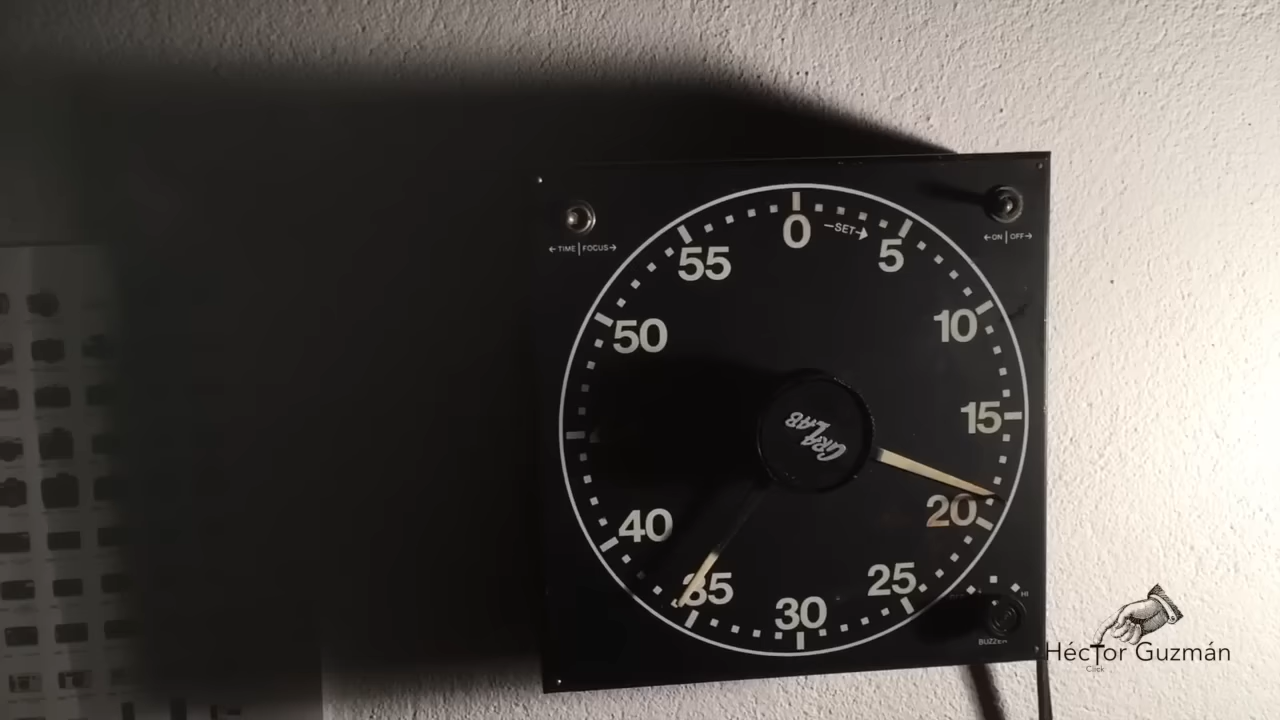 0
←SET→
5
55
←TIME|FOCUS→
←ON|OFF→
10
50
15
GRALAB
20
40
25
35
30
HI
BUZZER
HécTor Guzmán
Click